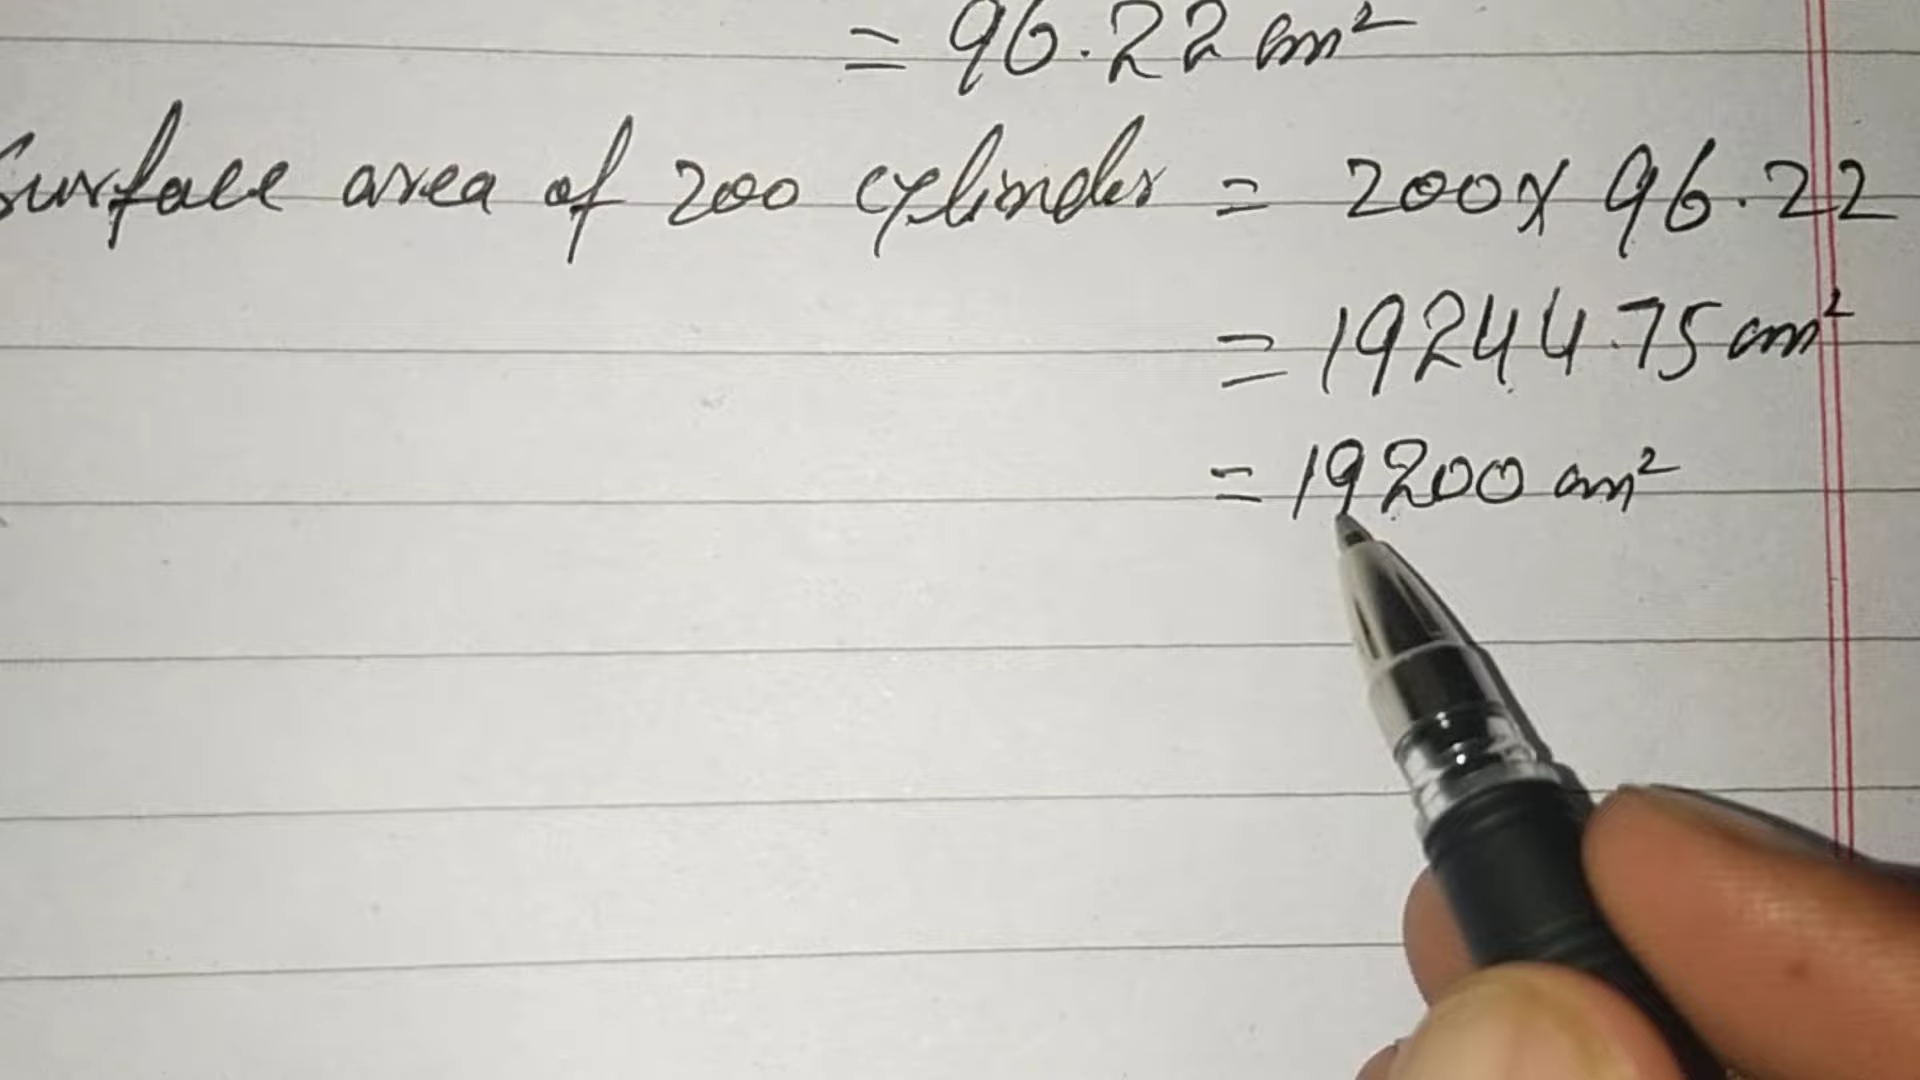 = 96.22 cm²
Surface area of 200 cylinder = 200 x 96.22
= 19244.75 cm²
= 19200 cm²